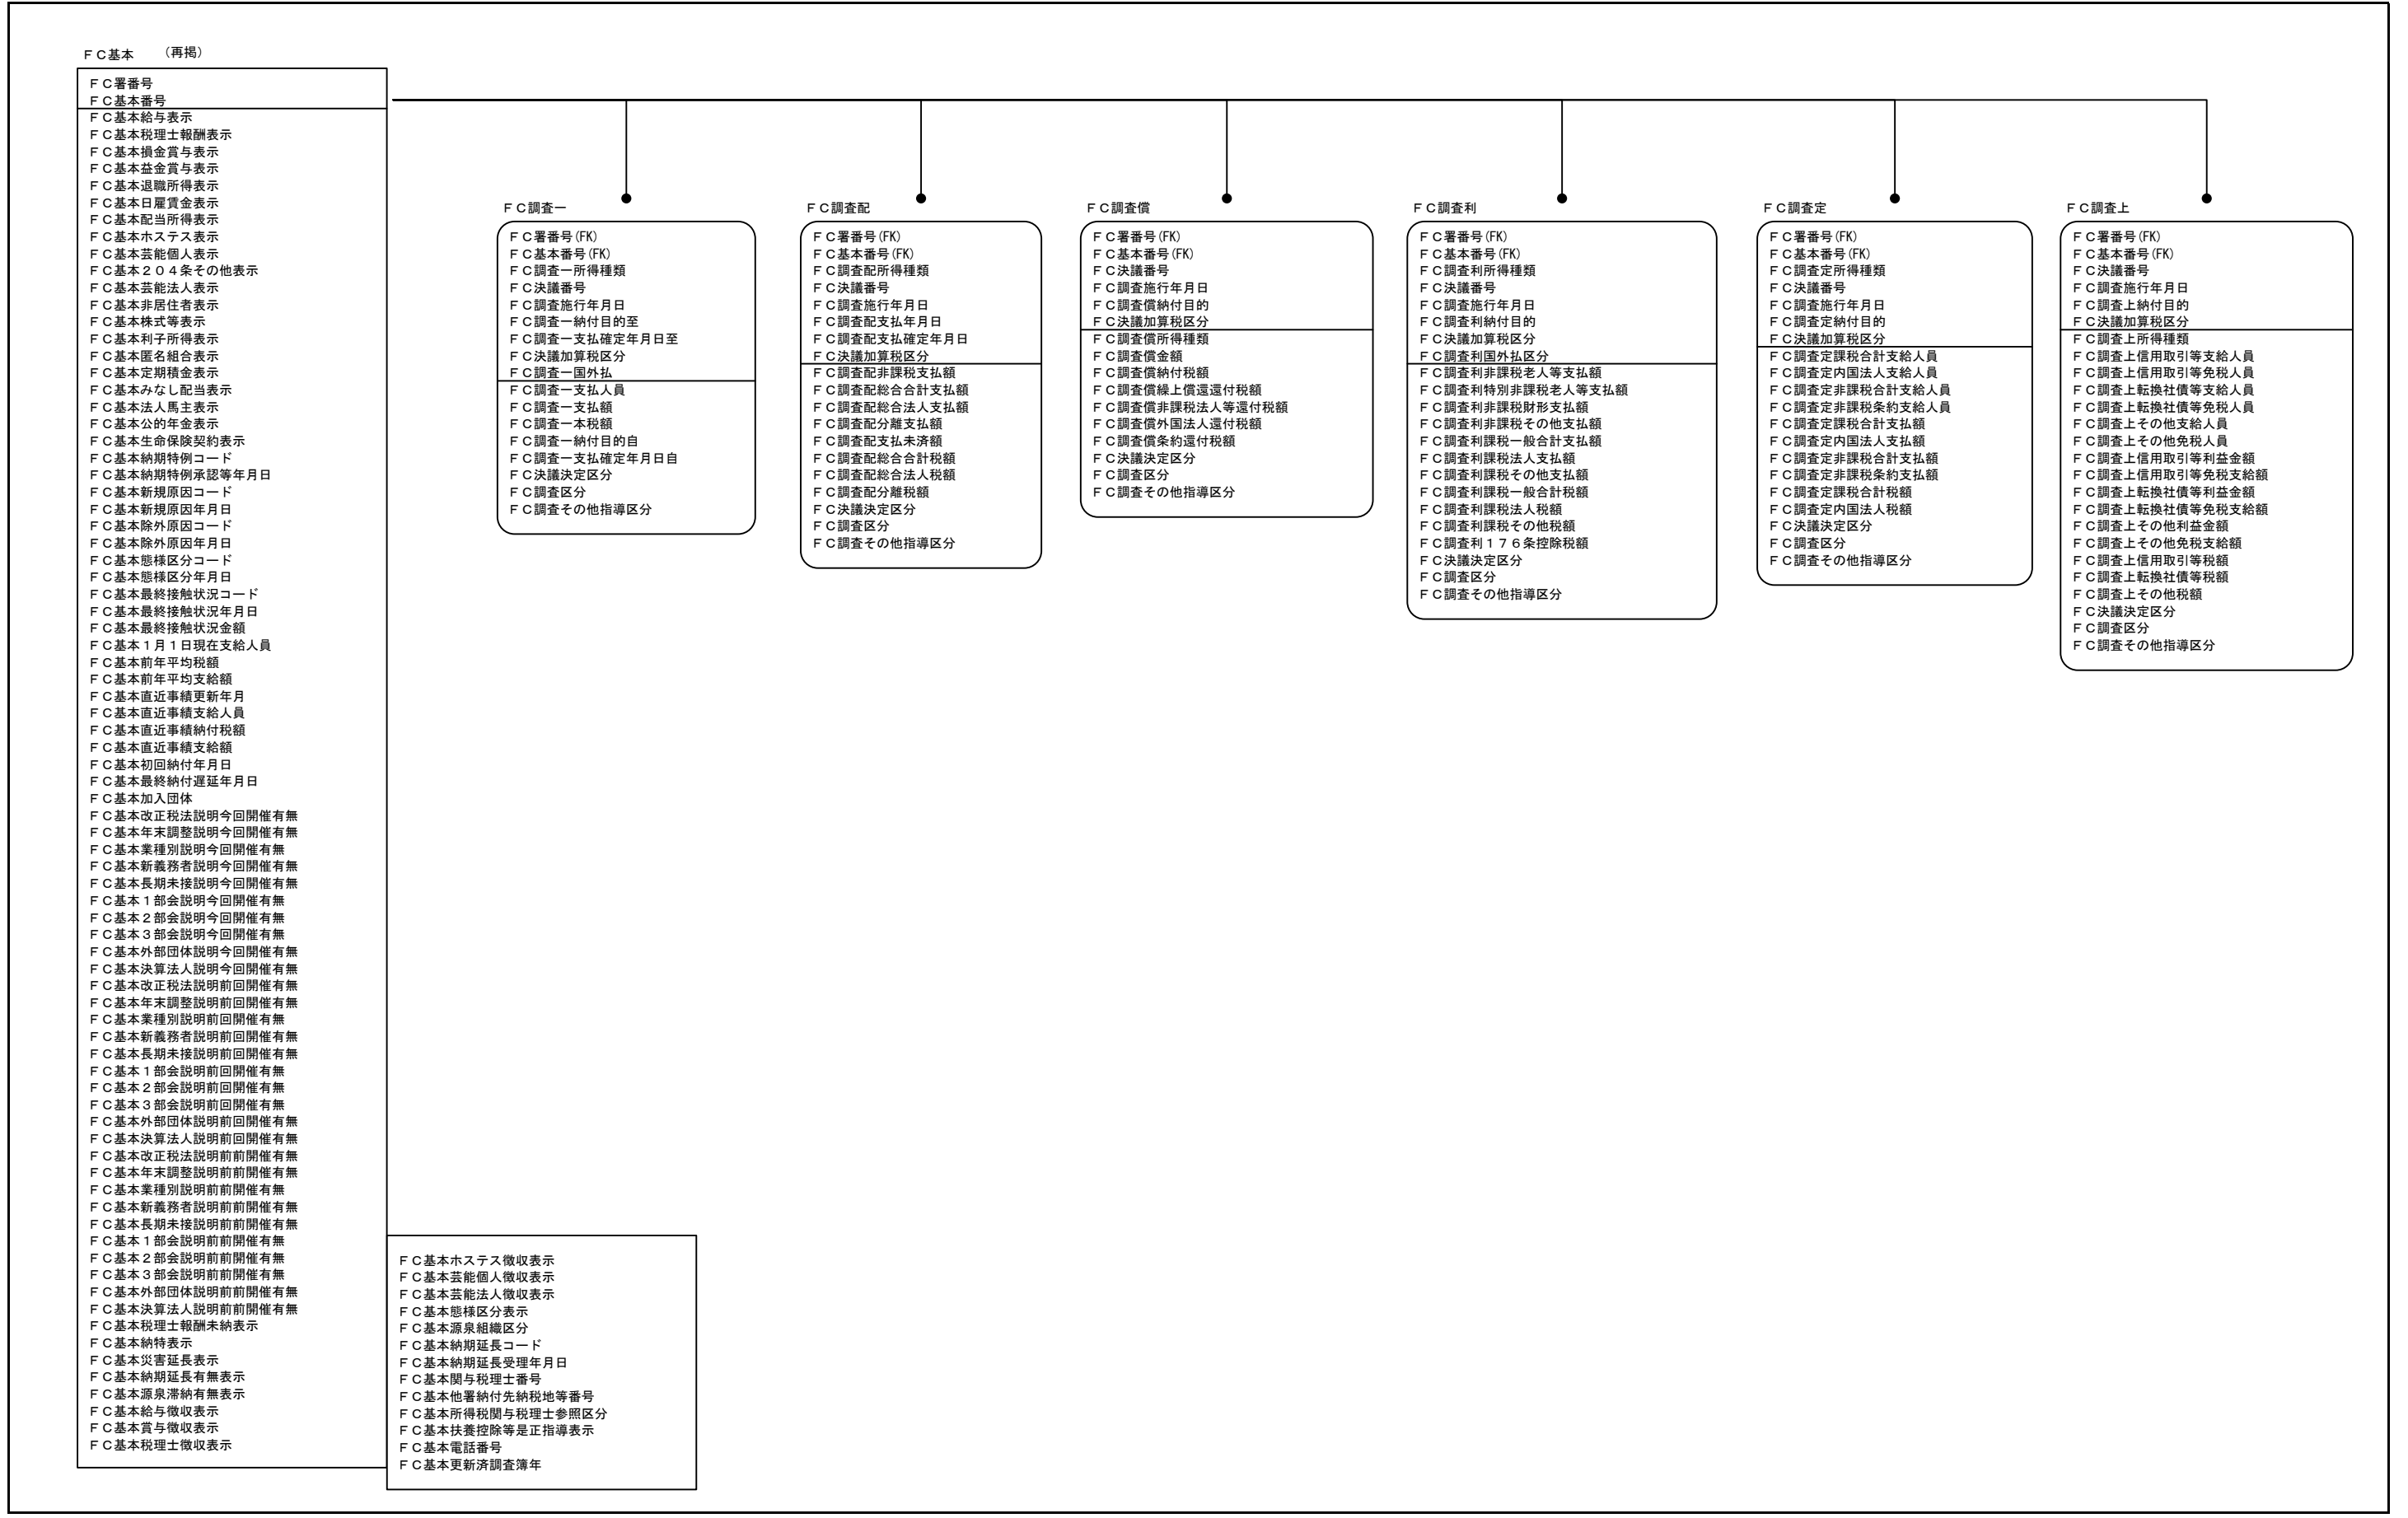 ＦＣ基本　（再掲）
ＦＣ署番号
ＦＣ基本番号
ＦＣ基本給与表示
ＦＣ基本税理士報酬表示
ＦＣ基本損金賞与表示
ＦＣ基本益金賞与表示
ＦＣ基本退職所得表示
ＦＣ基本日雇賃金表示
ＦＣ基本配当所得表示
ＦＣ基本ホステス表示
ＦＣ基本芸能個人表示
ＦＣ基本２０４条その他表示
ＦＣ基本芸能法人表示
ＦＣ基本非居住者表示
ＦＣ基本株式等表示
ＦＣ基本利子所得表示
ＦＣ基本匿名組合表示
ＦＣ基本定期積金表示
ＦＣ基本みなし配当表示
ＦＣ基本法人馬主表示
ＦＣ基本公的年金表示
ＦＣ基本生命保険契約表示
ＦＣ基本納期特例コード
ＦＣ基本納期特例承認等年月日
ＦＣ基本新規原因コード
ＦＣ基本新規原因年月日
ＦＣ基本除外原因コード
ＦＣ基本除外原因年月日
ＦＣ基本態様区分コード
ＦＣ基本態様区分年月日
ＦＣ基本最終接触状況コード
ＦＣ基本最終接触状況年月日
ＦＣ基本最終接触状況金額
ＦＣ基本１月１日現在支給人員
ＦＣ基本前年平均税額
ＦＣ基本前年平均支給額
ＦＣ基本直近事績更新年月
ＦＣ基本直近事績支給人員
ＦＣ基本直近事績納付税額
ＦＣ基本直近事績支給額
ＦＣ基本初回納付年月日
ＦＣ基本最終納付遅延年月日
ＦＣ基本加入団体
ＦＣ基本改正税法説明今回開催有無
ＦＣ基本年末調整説明今回開催有無
ＦＣ基本業種別説明今回開催有無
ＦＣ基本新義務者説明今回開催有無
ＦＣ基本長期未接説明今回開催有無
ＦＣ基本１部会説明今回開催有無
ＦＣ基本２部会説明今回開催有無
ＦＣ基本３部会説明今回開催有無
ＦＣ基本外部団体説明今回開催有無
ＦＣ基本決算法人説明今回開催有無
ＦＣ基本改正税法説明前回開催有無
ＦＣ基本年末調整説明前回開催有無
ＦＣ基本業種別説明前回開催有無
ＦＣ基本新義務者説明前回開催有無
ＦＣ基本長期未接説明前回開催有無
ＦＣ基本１部会説明前回開催有無
ＦＣ基本２部会説明前回開催有無
ＦＣ基本３部会説明前回開催有無
ＦＣ基本外部団体説明前回開催有無
ＦＣ基本決算法人説明前回開催有無
ＦＣ基本改正税法説明前前開催有無
ＦＣ基本年末調整説明前前開催有無
ＦＣ基本業種別説明前前開催有無
ＦＣ基本新義務者説明前前開催有無
ＦＣ基本長期未接説明前前開催有無
ＦＣ基本１部会説明前前開催有無
ＦＣ基本２部会説明前前開催有無
ＦＣ基本３部会説明前前開催有無
ＦＣ基本外部団体説明前前開催有無
ＦＣ基本決算法人説明前前開催有無
ＦＣ基本税理士報酬未納表示
ＦＣ基本納特表示
ＦＣ基本災害延長表示
ＦＣ基本納期延長有無表示
ＦＣ基本源泉滞納有無表示
ＦＣ基本給与徴収表示
ＦＣ基本賞与徴収表示
ＦＣ基本税理士徴収表示
ＦＣ基本ホステス徴収表示
ＦＣ基本芸能個人徴収表示
ＦＣ基本芸能法人徴収表示
ＦＣ基本態様区分表示
ＦＣ基本源泉組織区分
ＦＣ基本納期延長コード
ＦＣ基本納期延長受理年月日
ＦＣ基本関与税理士番号
ＦＣ基本他署納付先納税地等番号
ＦＣ基本所得税関与税理士参照区分
ＦＣ基本扶養控除等是正指導表示
ＦＣ基本電話番号
ＦＣ基本更新済調査簿年
ＦＣ調査一
ＦＣ署番号(FK)
ＦＣ基本番号(FK)
ＦＣ調査一所得種類
ＦＣ決議番号
ＦＣ調査施行年月日
ＦＣ調査一納付目的至
ＦＣ調査一支払確定年月日至
ＦＣ決議加算税区分
ＦＣ調査一国外払
ＦＣ調査一支払人員
ＦＣ調査一支払額
ＦＣ調査一本税額
ＦＣ調査一納付目的自
ＦＣ調査一支払確定年月日自
ＦＣ決議決定区分
ＦＣ調査区分
ＦＣ調査その他指導区分
ＦＣ調査配
ＦＣ署番号(FK)
ＦＣ基本番号(FK)
ＦＣ調査配所得種類
ＦＣ決議番号
ＦＣ調査施行年月日
ＦＣ調査配支払年月日
ＦＣ調査配支払確定年月日
ＦＣ決議加算税区分
ＦＣ調査配非課税支払額
ＦＣ調査配総合合計支払額
ＦＣ調査配総合法人支払額
ＦＣ調査配分離支払額
ＦＣ調査配支払未済額
ＦＣ調査配総合合計税額
ＦＣ調査配総合法人税額
ＦＣ調査配分離税額
ＦＣ決議決定区分
ＦＣ調査区分
ＦＣ調査その他指導区分
ＦＣ調査償
ＦＣ署番号(FK)
ＦＣ基本番号(FK)
ＦＣ決議番号
ＦＣ調査施行年月日
ＦＣ調査償納付目的
ＦＣ決議加算税区分
ＦＣ調査償所得種類
ＦＣ調査償金額
ＦＣ調査償納付税額
ＦＣ調査償繰上償還還付税額
ＦＣ調査償非課税法人等還付税額
ＦＣ調査償外国法人還付税額
ＦＣ調査償条約還付税額
ＦＣ決議決定区分
ＦＣ調査区分
ＦＣ調査その他指導区分
ＦＣ調査利
ＦＣ署番号(FK)
ＦＣ基本番号(FK)
ＦＣ調査利所得種類
ＦＣ決議番号
ＦＣ調査施行年月日
ＦＣ調査利納付目的
ＦＣ決議加算税区分
ＦＣ調査利国外払区分
ＦＣ調査利非課税老人等支払額
ＦＣ調査利特別非課税老人等支払額
ＦＣ調査利非課税財形支払額
ＦＣ調査利非課税その他支払額
ＦＣ調査利課税一般合計支払額
ＦＣ調査利課税法人支払額
ＦＣ調査利課税その他支払額
ＦＣ調査利課税一般合計税額
ＦＣ調査利課税法人税額
ＦＣ調査利課税その他税額
ＦＣ調査利１７６条控除税額
ＦＣ決議決定区分
ＦＣ調査区分
ＦＣ調査その他指導区分
ＦＣ調査定
ＦＣ署番号(FK)
ＦＣ基本番号(FK)
ＦＣ調査定所得種類
ＦＣ決議番号
ＦＣ調査施行年月日
ＦＣ調査定納付目的
ＦＣ決議加算税区分
ＦＣ調査定課税合計支給人員
ＦＣ調査定内国法人支給人員
ＦＣ調査定非課税合計支給人員
ＦＣ調査定非課税条約支給人員
ＦＣ調査定課税合計支払額
ＦＣ調査定内国法人支払額
ＦＣ調査定非課税合計支払額
ＦＣ調査定非課税条約支払額
ＦＣ調査定課税合計税額
ＦＣ調査定内国法人税額
ＦＣ決議決定区分
ＦＣ調査区分
ＦＣ調査その他指導区分
ＦＣ調査上
ＦＣ署番号(FK)
ＦＣ基本番号(FK)
ＦＣ決議番号
ＦＣ調査施行年月日
ＦＣ調査上納付目的
ＦＣ決議加算税区分
ＦＣ調査上所得種類
ＦＣ調査上信用取引等支給人員
ＦＣ調査上信用取引等免税人員
ＦＣ調査上転換社債等支給人員
ＦＣ調査上転換社債等免税人員
ＦＣ調査上その他支給人員
ＦＣ調査上その他免税人員
ＦＣ調査上信用取引等利益金額
ＦＣ調査上信用取引等免税支給額
ＦＣ調査上転換社債等利益金額
ＦＣ調査上転換社債等免税支給額
ＦＣ調査上その他利益金額
ＦＣ調査上その他免税支給額
ＦＣ調査上信用取引等税額
ＦＣ調査上転換社債等税額
ＦＣ調査上その他税額
ＦＣ決議決定区分
ＦＣ調査区分
ＦＣ調査その他指導区分